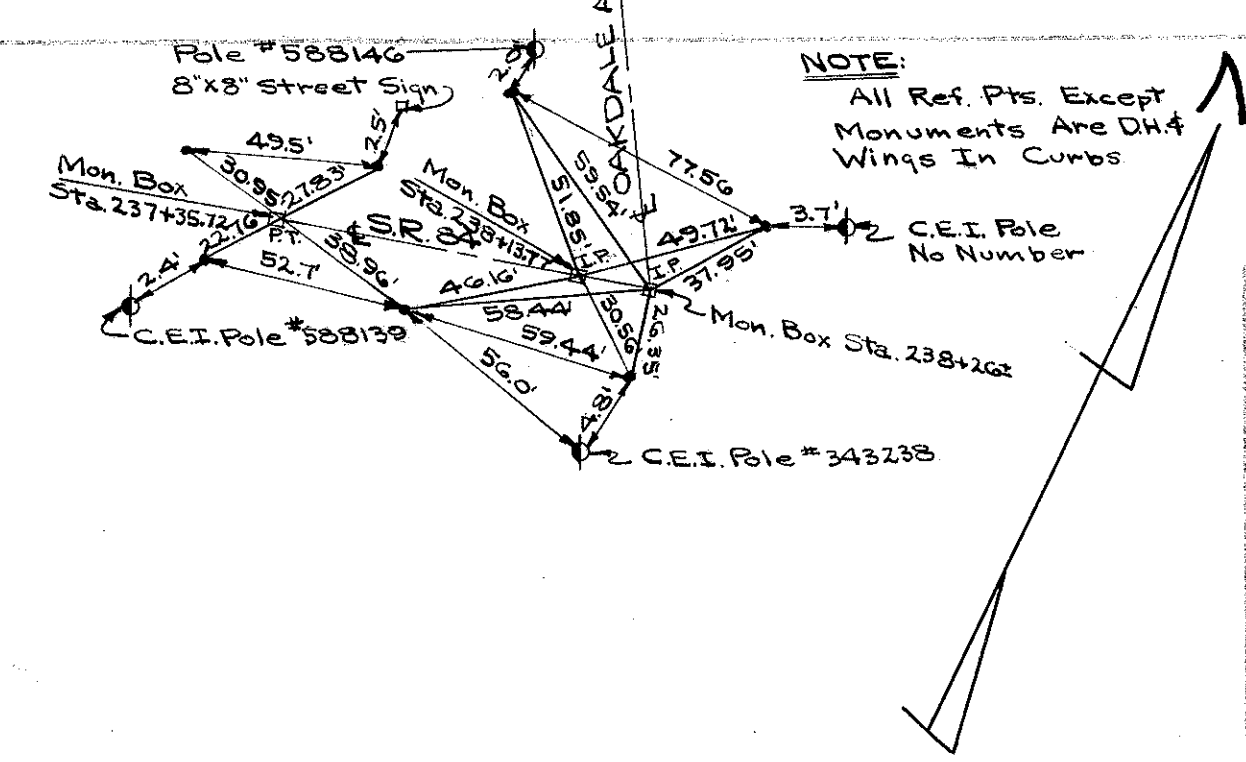 Pole #588146
8"x8" Street Sign
2.5'
49.5'
30.95'
27.83'
Mon. Box
Sta. 237+35.72
P.T.
22.76'
2.4'
52.7'
38.96'
C.E.I. Pole #588139
℄ S.R. 84
Mon. Box
Sta. 238+13.77
I.P.
51.85'
59.54'
OAKDALE
℄
77.56
49.72'
3.7'
C.E.I. Pole
No Number
I.P.
37.95'
46.16'
58.44'
59.44'
30.56'
26.35'
Mon. Box Sta. 238+26±
56.0'
4.8'
C.E.I. Pole #343238
NOTE:
All Ref. Pts. Except
Monuments Are D.H.&
Wings In Curbs